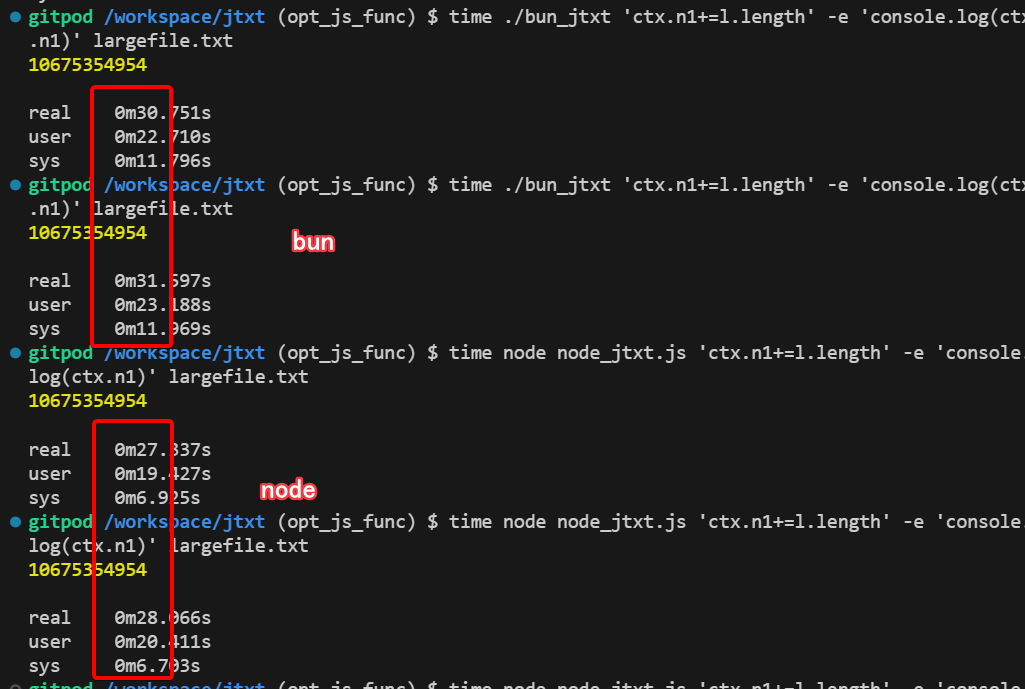 gitpod /workspace/jtxt (opt_js_func) $ time ./bun_jtxt 'ctx.n1+=l.length' -e 'console.log(ctx
.n1)' largefile.txt
10675354954
real 0m30.751s
user 0m22.710s
sys 0m11.796s
gitpod /workspace/jtxt (opt_js_func) $ time ./bun_jtxt 'ctx.n1+=l.length' -e 'console.log(ctx
.n1)' largefile.txt
10675354954
bun
real 0m31.597s
user 0m23.188s
sys 0m11.969s
gitpod /workspace/jtxt (opt_js_func) $ time node node_jtxt.js 'ctx.n1+=l.length' -e 'console.
log(ctx.n1)' largefile.txt
10675354954
real 0m27.337s
user 0m19.427s
sys 0m6.925s
node
gitpod /workspace/jtxt (opt_js_func) $ time node node_jtxt.js 'ctx.n1+=l.length' -e 'console.
log(ctx.n1)' largefile.txt
10675354954
real 0m28.066s
user 0m20.411s
sys 0m6.703s
gitpod /workspace/jtxt (opt_js_func) $ time node node_jtxt.js 'ctx.n1+=l.length' -e 'console.